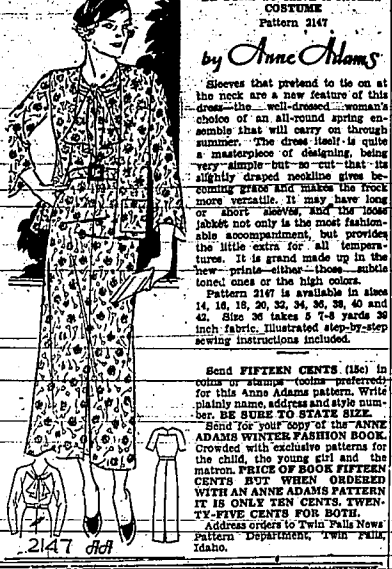 COSTUME
Pattern 2147
by Anne Adams
Sleeves that pretend to tie on at
the neck are a new feature of this
dress—the well-dressed woman's
choice of an all-round spring en-
semble that will carry on through
summer. The dress itself is quite
a masterpiece of designing, being
very simple but so cut that its
slightly draped neckline gives be-
coming grace and makes the frock
more versatile. It may have long
or short sleeves, and the loose
jacket not only is the most fashion-
able accompaniment, but provides
the little extra for all tempera-
tures. It is grand made up in the
new prints—either those subtle
toned ones or the high colors.
Pattern 2147 is available in sizes
14, 16, 18, 20, 32, 34, 36, 38, 40 and
42. Size 36 takes 5 7-8 yards 39
inch fabric. Illustrated step-by-step
sewing instructions included.
Send FIFTEEN CENTS (15c) in
coins or stamps (coins preferred)
for this Anne Adams pattern. Write
plainly name, address and style num-
ber. BE SURE TO STATE SIZE.
Send for your copy of the ANNE
ADAMS WINTER FASHION BOOK.
Crowded with exclusive patterns for
the child, the young girl and the
matron. PRICE OF BOOK FIFTEEN
CENTS BUT WHEN ORDERED
WITH AN ANNE ADAMS PATTERN
IT IS ONLY TEN CENTS. TWEN-
TY-FIVE CENTS FOR BOTH.
Address orders to Twin Falls News
Pattern Department, Twin Falls,
Idaho.
2147 AA